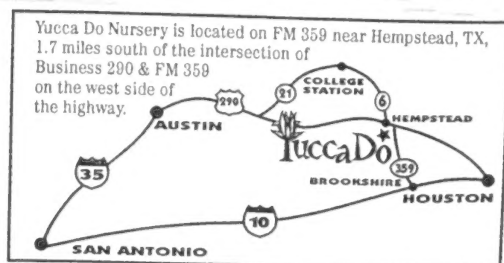 Yucca Do Nursery is located on FM 359 near Hempstead, TX,
1.7 miles south of the intersection of
Business 290 & FM 359
on the west side of
the highway.
COLLEGE
STATION
21
6
290
HEMPSTEAD
AUSTIN
Yucca Do
359
35
BROOKSHIRE
HOUSTON
10
SAN ANTONIO